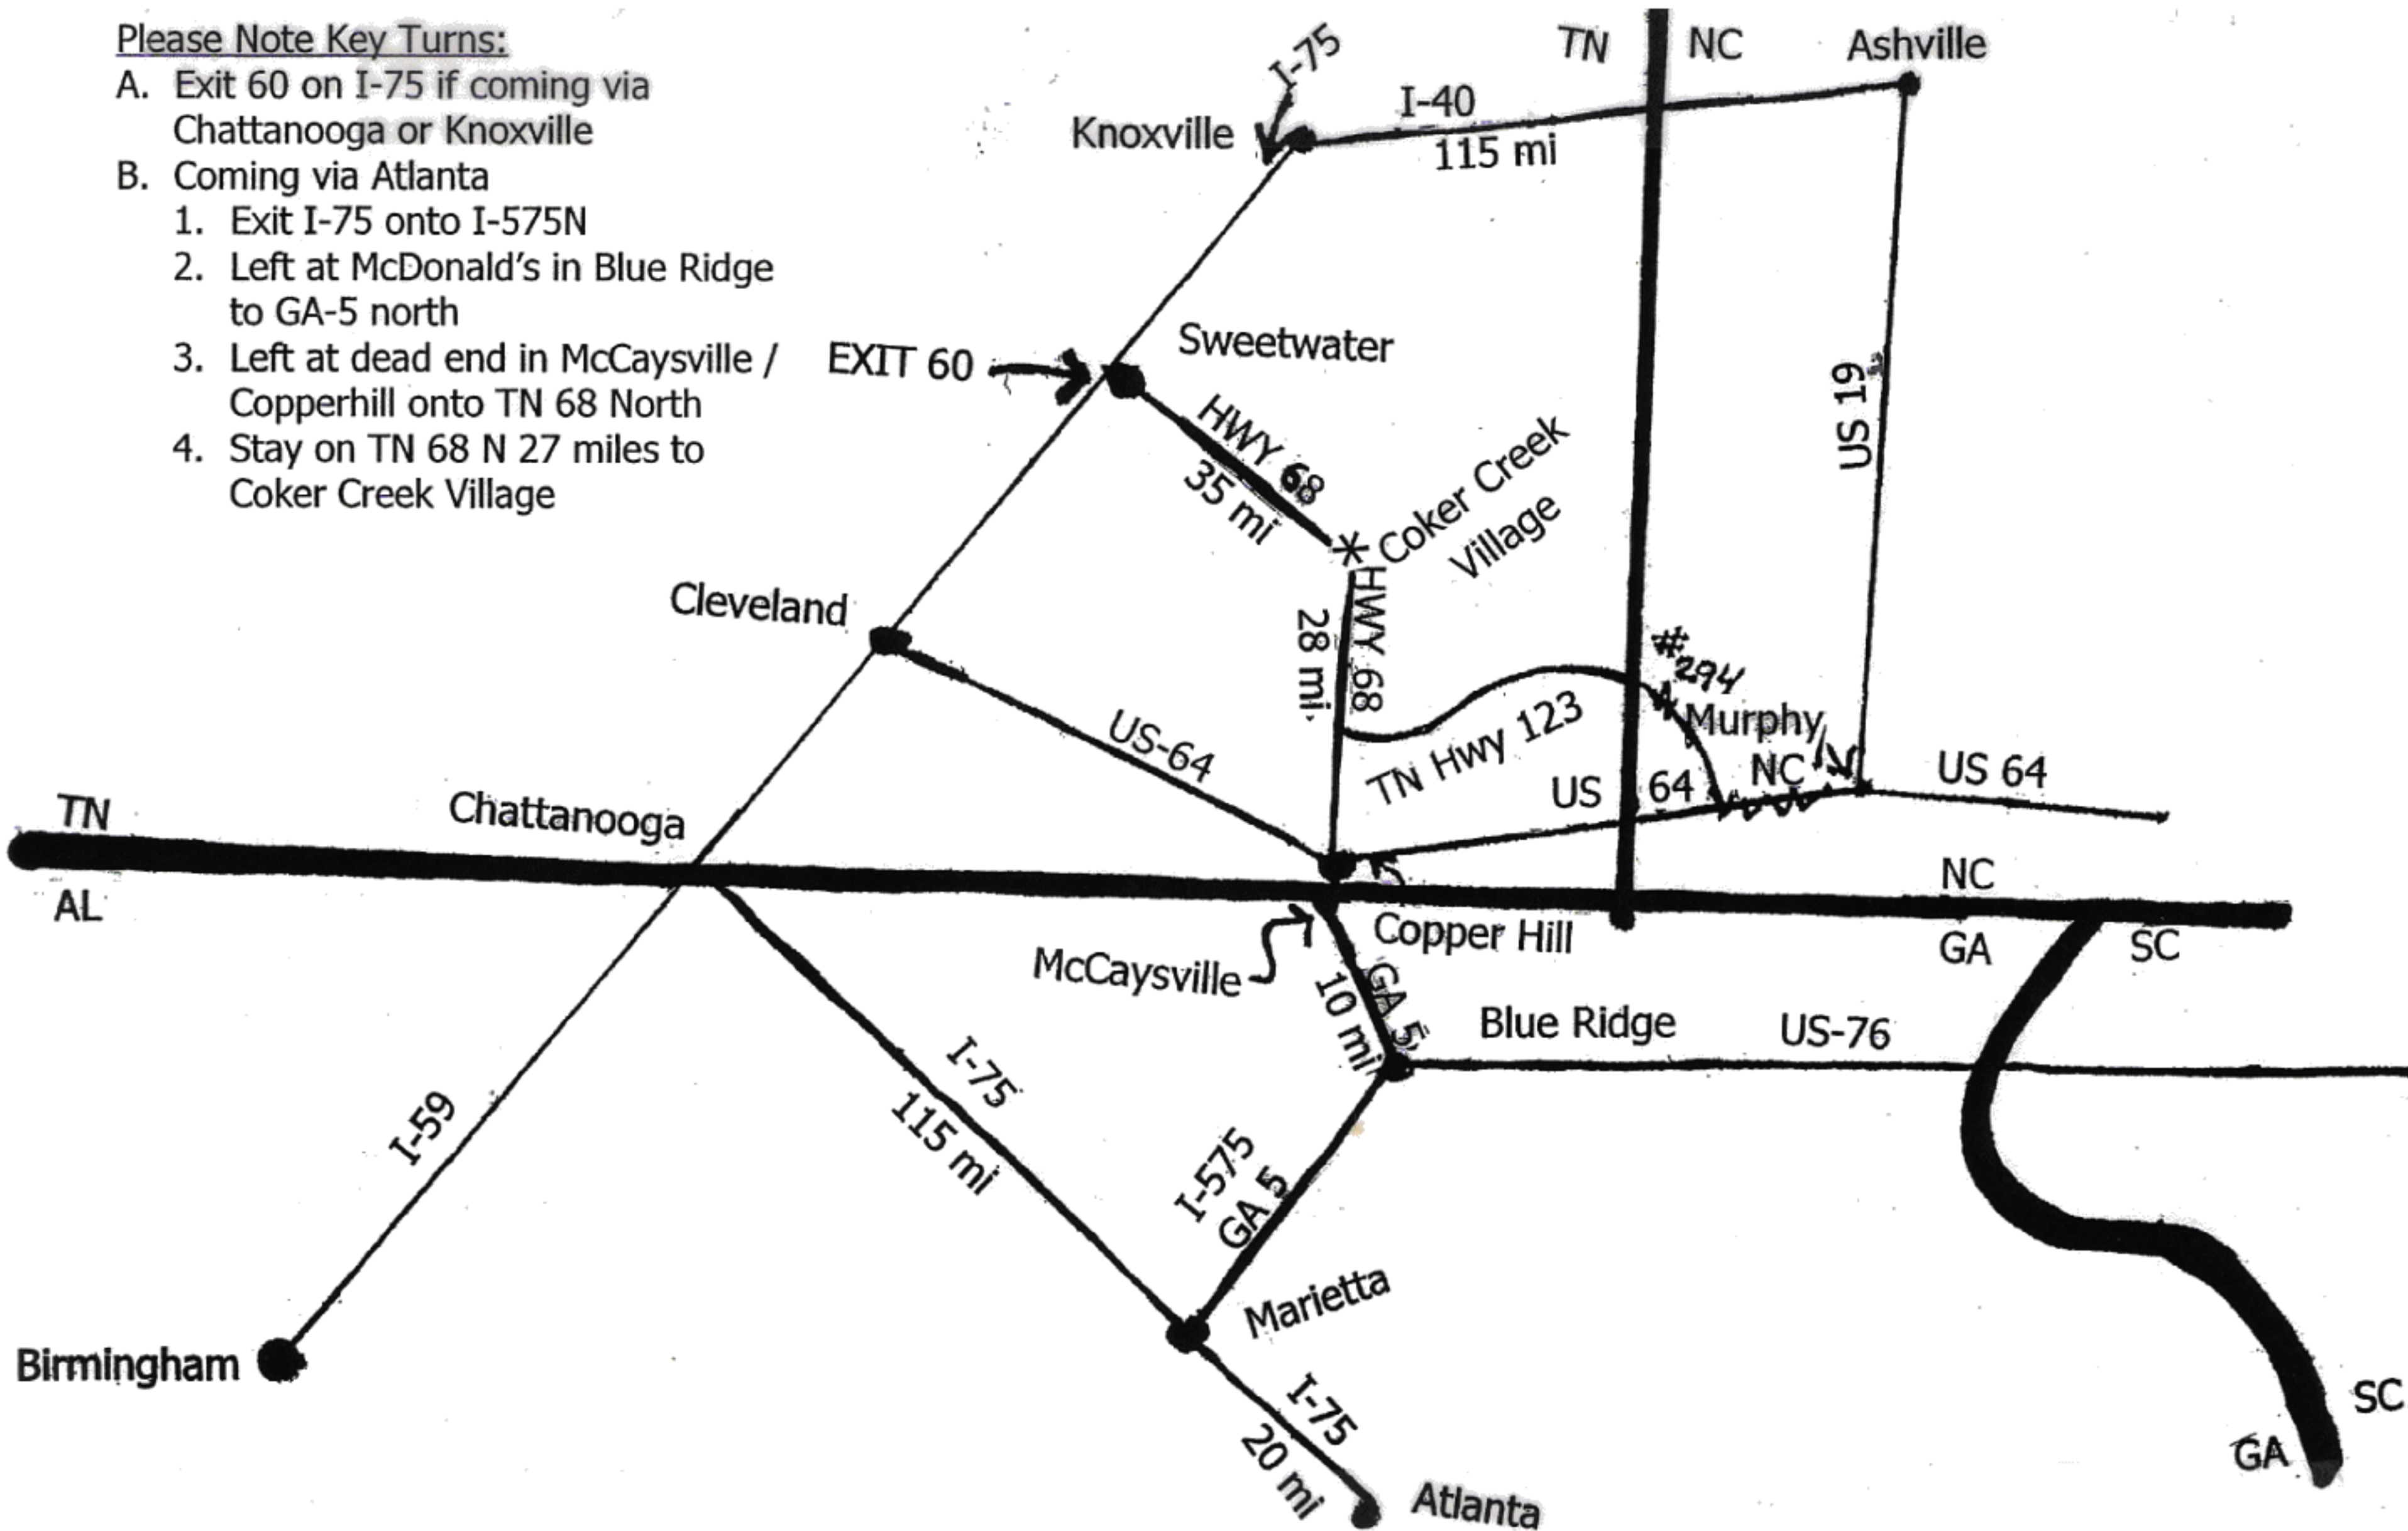 Please Note Key Turns:
A. Exit 60 on I-75 if coming via
Chattanooga or Knoxville
B. Coming via Atlanta
1. Exit I-75 onto I-575N
2. Left at McDonald's in Blue Ridge
to GA-5 north
3. Left at dead end in McCaysville /
Copperhill onto TN 68 North
4. Stay on TN 68 N 27 miles to
Coker Creek Village
I-75
TN
NC
Ashville
Knoxville
I-40
115 mi
EXIT 60
Sweetwater
US 19
HWY 68
35 mi
Coker Creek
Village
Cleveland
HWY 68
28 mi
#294
Murphy
NC
TN Hwy 123
US-64
US 64
US 64
TN
Chattanooga
AL
NC
GA
SC
Copper Hill
McCaysville
GA 5
10 mi
Blue Ridge
US-76
I-75
115 mi
I-59
I-575
GA 5
Marietta
Birmingham
I-75
20 mi
Atlanta
SC
GA